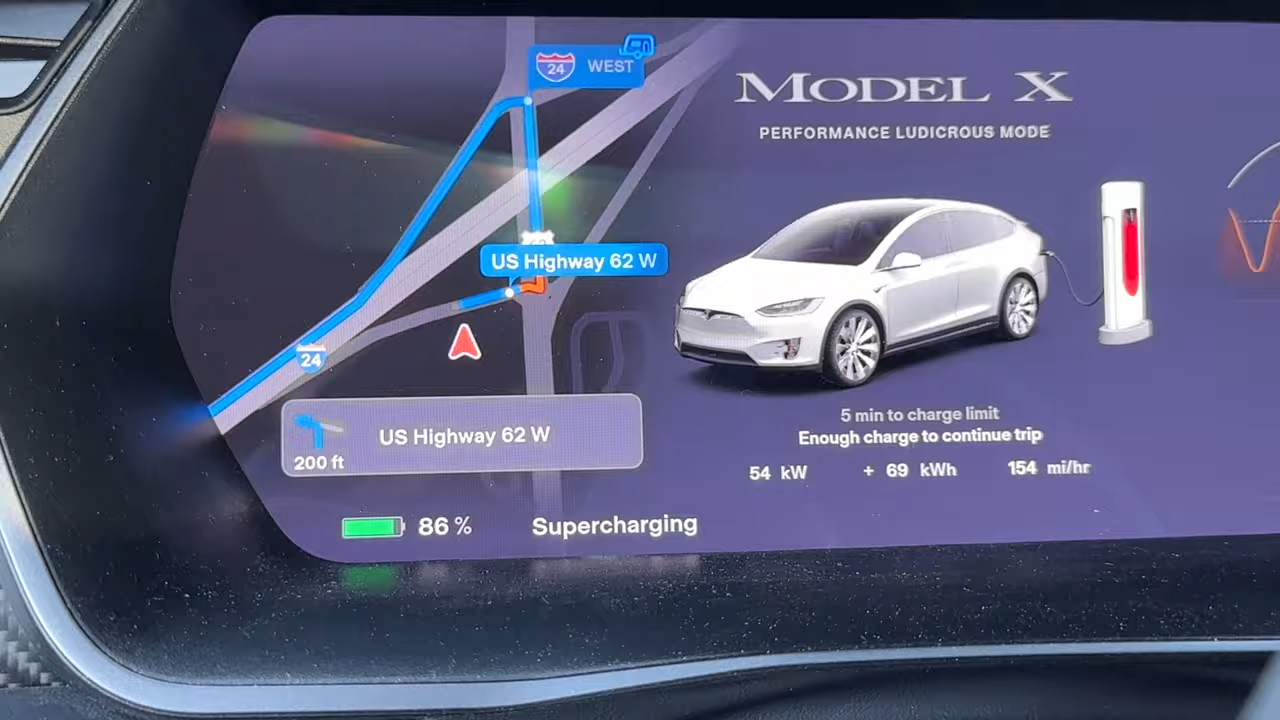 24 WEST
US Highway 62 W
24
US Highway 62 W
200 ft
86 %
Supercharging
MODEL X
PERFORMANCE LUDICROUS MODE
5 min to charge limit
Enough charge to continue trip
54 kW + 69 kWh 154 mi/hr